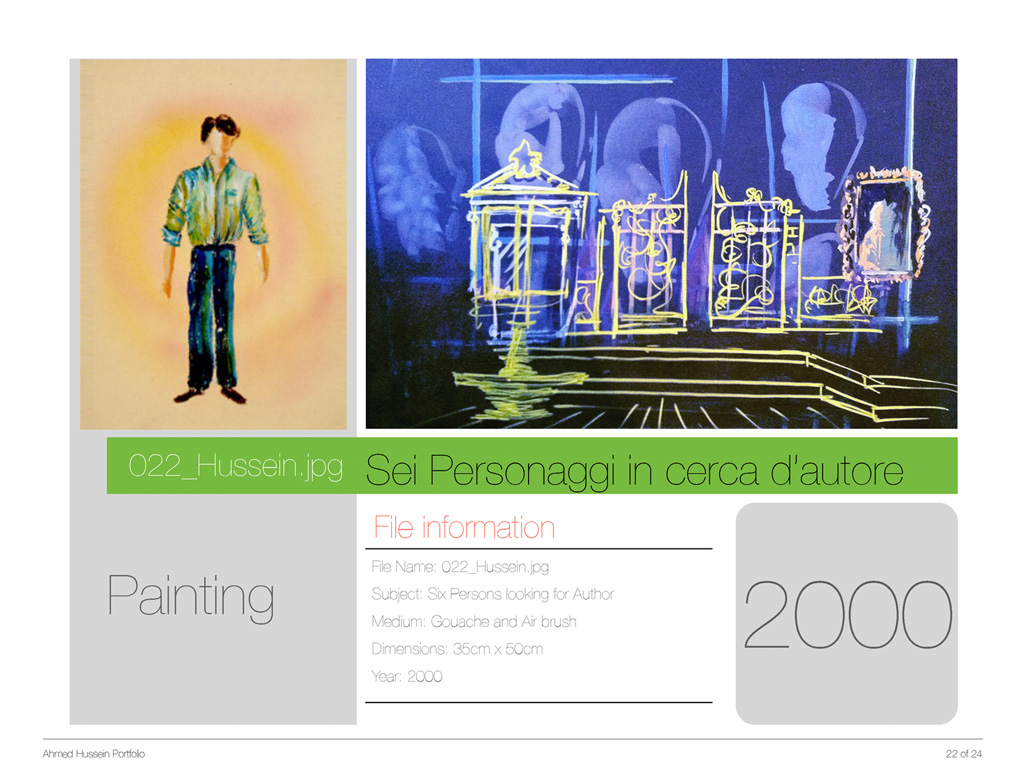 022_Hussein.jpg
Sei Personaggi in cerca d’autore
File information
File Name: 022_Hussein.jpg
Subject: Six Persons looking for Author
Medium: Gouache and Air brush
Dimensions: 35cm x 50cm
Year: 2000
Painting
2000
Ahmed Hussein Portfolio
22 of 24